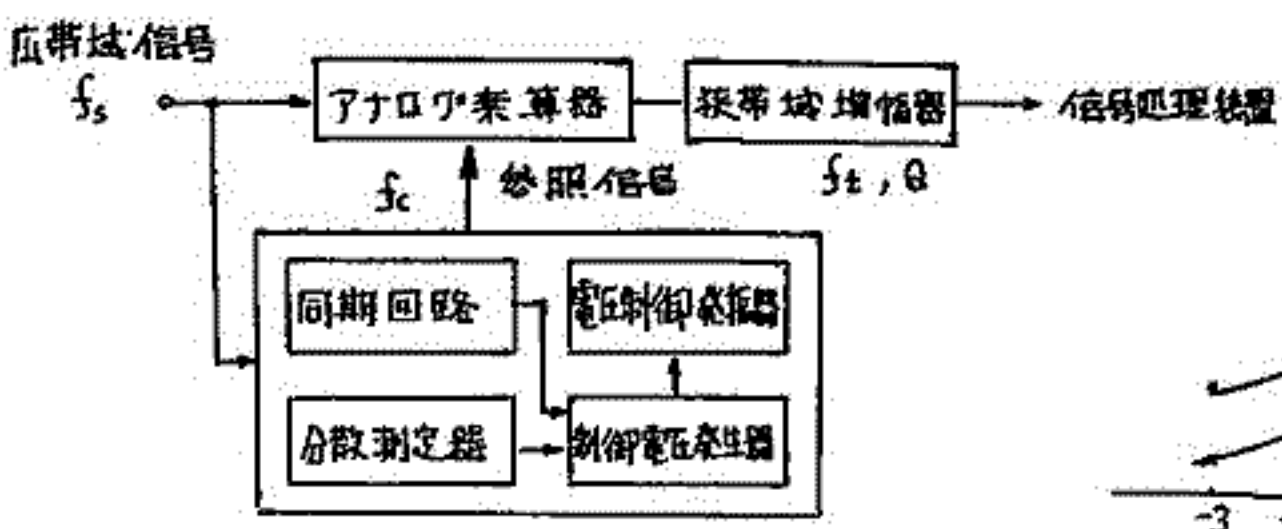 広帯域信号
fs
アナログ乗算器
狭帯域増幅器
信号処理装置
fc
参照信号
ft, Q
同期回路
電圧制御発振器
分散測定器
制御電圧発生器
-3